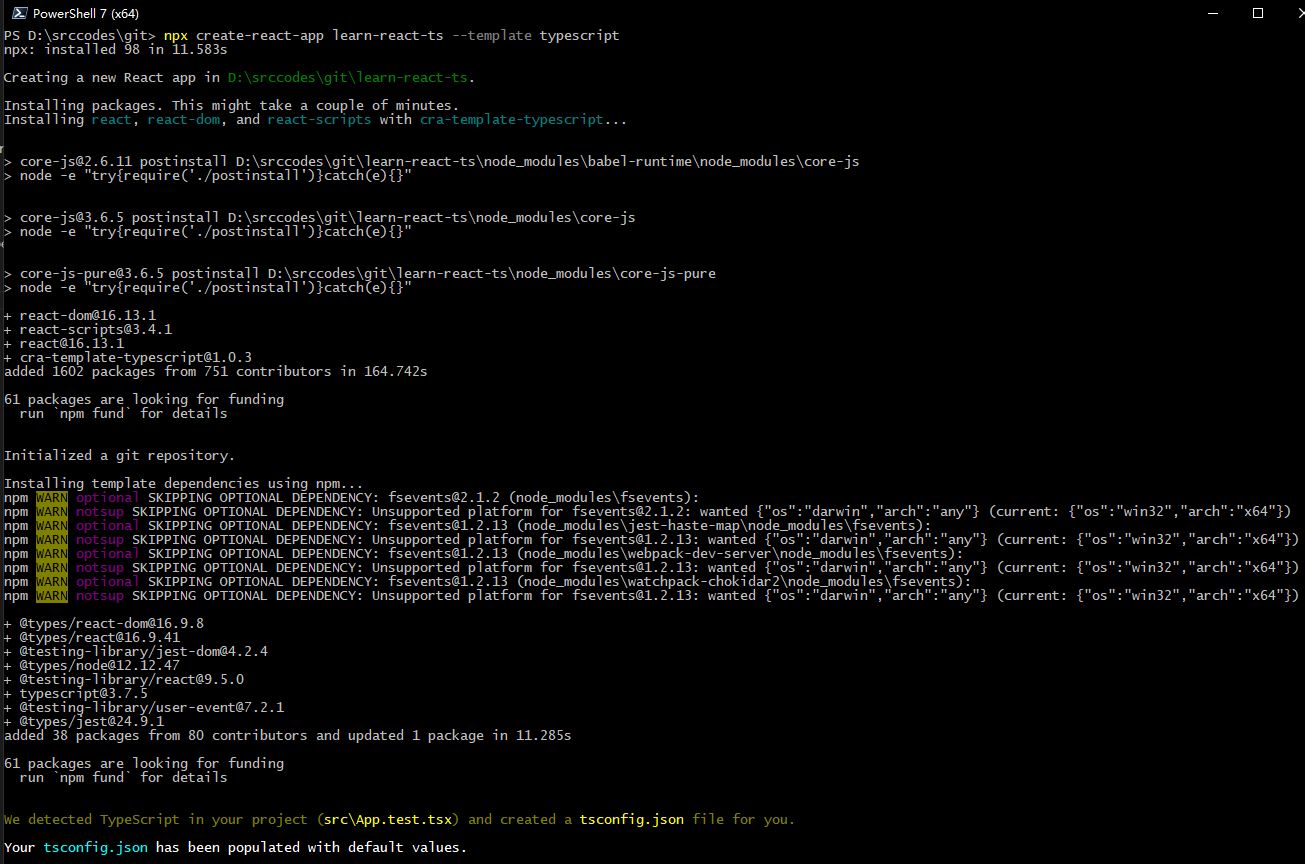 PowerShell 7 (x64)
PS D:\srccodes\git> npx create-react-app learn-react-ts --template typescript
npx: installed 98 in 11.583s
Creating a new React app in D:\srccodes\git\learn-react-ts.
Installing packages. This might take a couple of minutes.
Installing react, react-dom, and react-scripts with cra-template-typescript...
> core-js@2.6.11 postinstall D:\srccodes\git\learn-react-ts\node_modules\babel-runtime\node_modules\core-js
> node -e "try{require('./postinstall')}catch(e){}"
> core-js@3.6.5 postinstall D:\srccodes\git\learn-react-ts\node_modules\core-js
> node -e "try{require('./postinstall')}catch(e){}"
> core-js-pure@3.6.5 postinstall D:\srccodes\git\learn-react-ts\node_modules\core-js-pure
> node -e "try{require('./postinstall')}catch(e){}"
+ react-dom@16.13.1
+ react-scripts@3.4.1
+ react@16.13.1
+ cra-template-typescript@1.0.3
added 1602 packages from 751 contributors in 164.742s
61 packages are looking for funding
  run `npm fund` for details
Initialized a git repository.
Installing template dependencies using npm...
npm WARN optional SKIPPING OPTIONAL DEPENDENCY: fsevents@2.1.2 (node_modules\fsevents):
npm WARN notsup SKIPPING OPTIONAL DEPENDENCY: Unsupported platform for fsevents@2.1.2: wanted {"os":"darwin","arch":"any"} (current: {"os":"win32","arch":"x64"})
npm WARN optional SKIPPING OPTIONAL DEPENDENCY: fsevents@1.2.13 (node_modules\jest-haste-map\node_modules\fsevents):
npm WARN notsup SKIPPING OPTIONAL DEPENDENCY: Unsupported platform for fsevents@1.2.13: wanted {"os":"darwin","arch":"any"} (current: {"os":"win32","arch":"x64"})
npm WARN optional SKIPPING OPTIONAL DEPENDENCY: fsevents@1.2.13 (node_modules\webpack-dev-server\node_modules\fsevents):
npm WARN notsup SKIPPING OPTIONAL DEPENDENCY: Unsupported platform for fsevents@1.2.13: wanted {"os":"darwin","arch":"any"} (current: {"os":"win32","arch":"x64"})
npm WARN optional SKIPPING OPTIONAL DEPENDENCY: fsevents@1.2.13 (node_modules\watchpack-chokidar2\node_modules\fsevents):
npm WARN notsup SKIPPING OPTIONAL DEPENDENCY: Unsupported platform for fsevents@1.2.13: wanted {"os":"darwin","arch":"any"} (current: {"os":"win32","arch":"x64"})
+ @types/react-dom@16.9.8
+ @types/react@16.9.41
+ @testing-library/jest-dom@4.2.4
+ @types/node@12.12.47
+ @testing-library/react@9.5.0
+ typescript@3.7.5
+ @testing-library/user-event@7.2.1
+ @types/jest@24.9.1
added 38 packages from 80 contributors and updated 1 package in 11.285s
61 packages are looking for funding
  run `npm fund` for details
We detected TypeScript in your project (src\App.test.tsx) and created a tsconfig.json file for you.
Your tsconfig.json has been populated with default values.